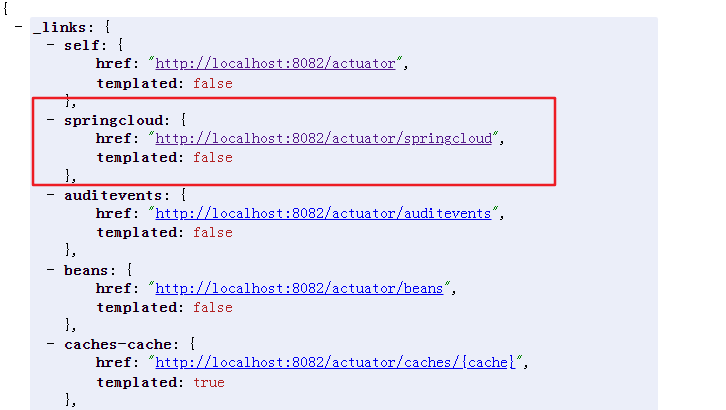 {
- _links: {
- self: {
href: "http://localhost:8082/actuator",
templated: false
},
- springcloud: {
href: "http://localhost:8082/actuator/springcloud",
templated: false
},
- auditevents: {
href: "http://localhost:8082/actuator/auditevents",
templated: false
},
- beans: {
href: "http://localhost:8082/actuator/beans",
templated: false
},
- caches-cache: {
href: "http://localhost:8082/actuator/caches/{cache}",
templated: true
},